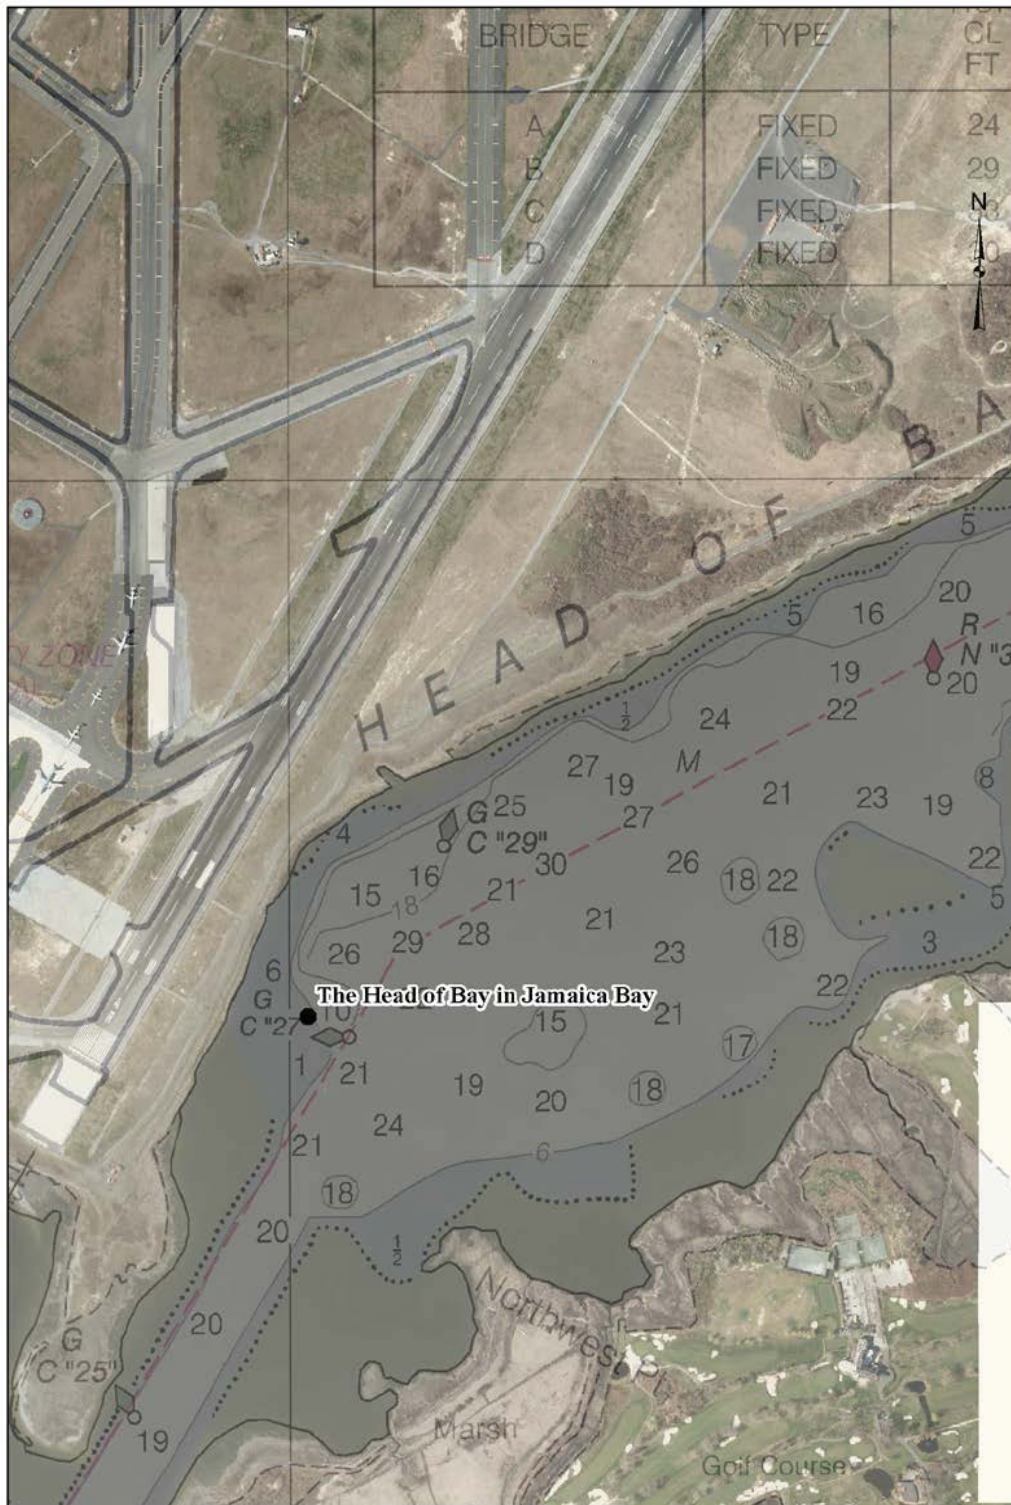 BRIDGE TYPE CL
FT
A FIXED 24
B FIXED 29
C FIXED
D FIXED
N
HEAD OF BA
5
20
5 16
R
N "3
Y ZONE
19
20
22
1/2 24
M
27
19
8
21 23 19
25
G
C "29"
27
4
30 26
22
16
18 22
15 21
5
18
21
28
18
29
3
26 23
6
22
The Head of Bay in Jamaica Bay
G
10
C "27
15 21
17
1
21
19
18
20
24
21
6
18
20
1/2
Northwes
20
G
C "25"
Marsh
19
Golf Course